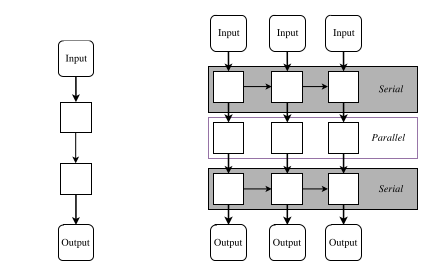 Input
Output
Input Input Input
Serial
Parallel
Serial
Output Output Output